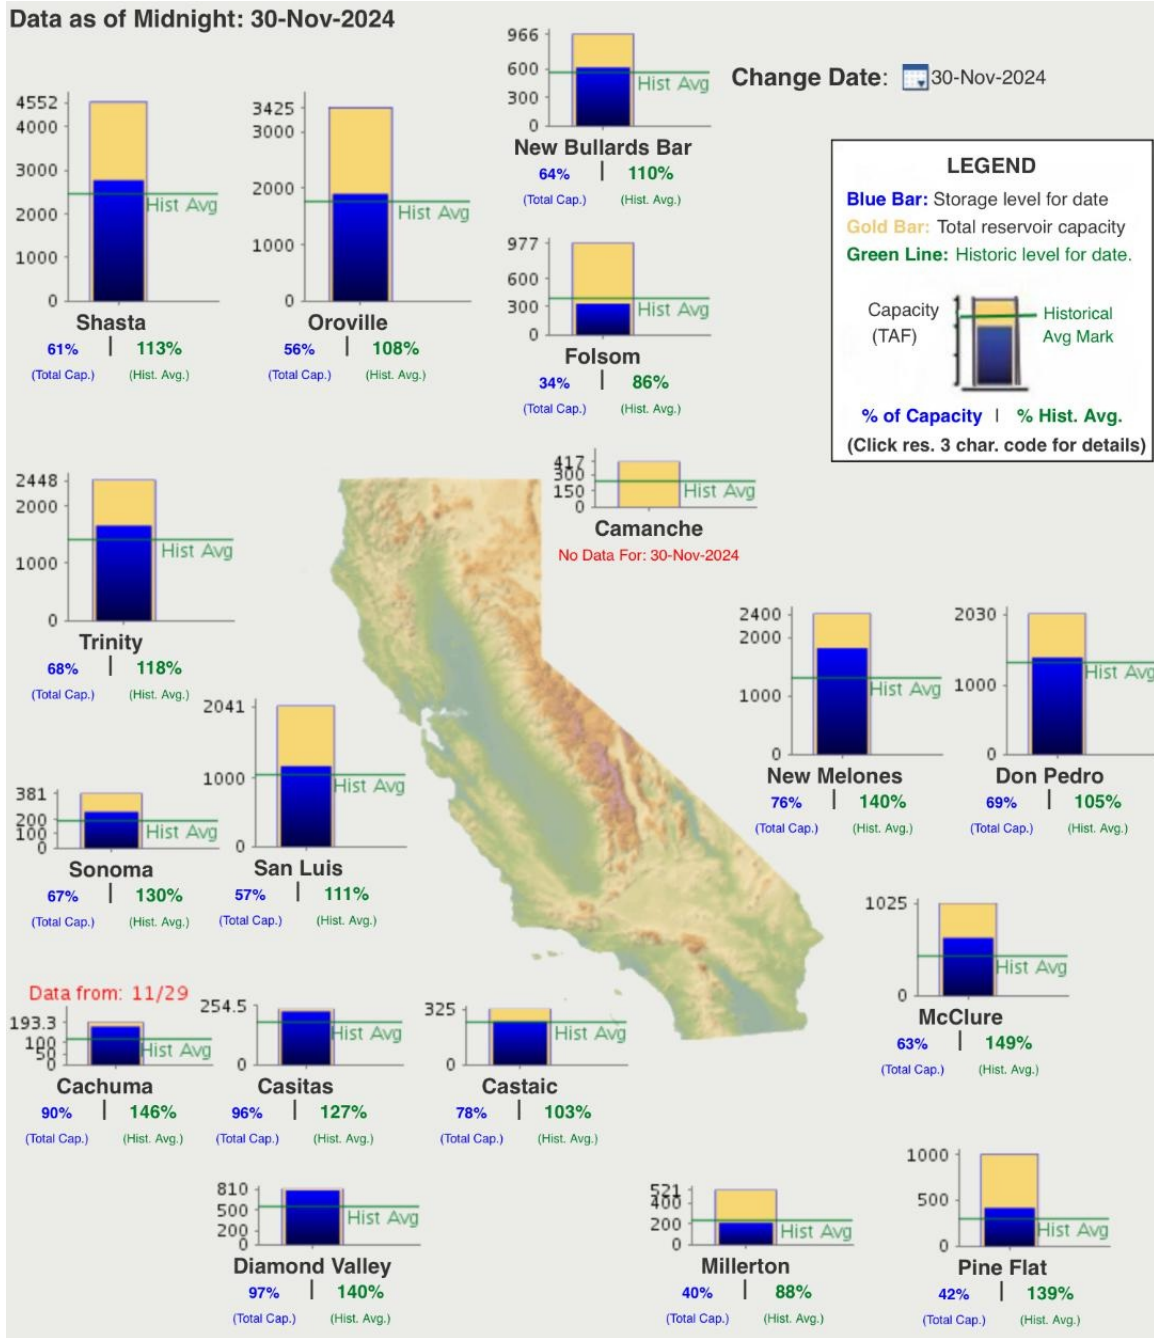 Data as of Midnight: 30-Nov-2024
Change Date: 30-Nov-2024
966
600
300
0
Hist Avg
New Bullards Bar
64% | 110%
(Total Cap.) (Hist. Avg.)
4552
4000
3000
2000
1000
0
Hist Avg
Shasta
61% | 113%
(Total Cap.) (Hist. Avg.)
3425
3000
2000
1000
0
Hist Avg
Oroville
56% | 108%
(Total Cap.) (Hist. Avg.)
977
600
300
0
Hist Avg
Folsom
34% | 86%
(Total Cap.) (Hist. Avg.)
LEGEND
Blue Bar: Storage level for date
Gold Bar: Total reservoir capacity
Green Line: Historic level for date.
Capacity
(TAF)
Historical
Avg Mark
% of Capacity | % Hist. Avg.
(Click res. 3 char. code for details)
417
300
150
0
Hist Avg
Camanche
No Data For: 30-Nov-2024
2448
2000
1000
0
Hist Avg
Trinity
68% | 118%
(Total Cap.) (Hist. Avg.)
2400
2000
1000
0
Hist Avg
New Melones
76% | 140%
(Total Cap.) (Hist. Avg.)
2030
1000
0
Hist Avg
Don Pedro
69% | 105%
(Total Cap.) (Hist. Avg.)
381
200
100
0
Hist Avg
Sonoma
67% | 130%
(Total Cap.) (Hist. Avg.)
2041
1000
0
Hist Avg
San Luis
57% | 111%
(Total Cap.) (Hist. Avg.)
1025
0
Hist Avg
McClure
63% | 149%
(Total Cap.) (Hist. Avg.)
Data from: 11/29
193.3
100
50
0
Hist Avg
Cachuma
90% | 146%
(Total Cap.) (Hist. Avg.)
254.5
0
Hist Avg
Casitas
96% | 127%
(Total Cap.) (Hist. Avg.)
325
0
Hist Avg
Castaic
78% | 103%
(Total Cap.) (Hist. Avg.)
810
500
200
0
Hist Avg
Diamond Valley
97% | 140%
(Total Cap.) (Hist. Avg.)
521
400
200
0
Hist Avg
Millerton
40% | 88%
(Total Cap.) (Hist. Avg.)
1000
500
0
Hist Avg
Pine Flat
42% | 139%
(Total Cap.) (Hist. Avg.)